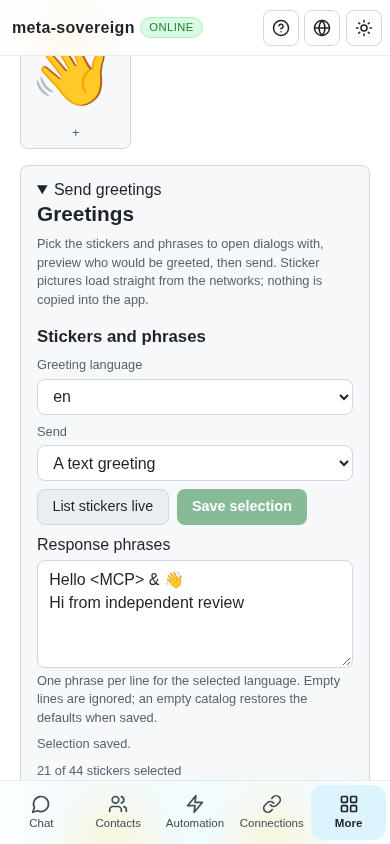 meta-sovereign ONLINE
+
▼ Send greetings
Greetings
Pick the stickers and phrases to open dialogs with,
preview who would be greeted, then send. Sticker
pictures load straight from the networks; nothing is
copied into the app.
Stickers and phrases
Greeting language
en
Send
A text greeting
List stickers live Save selection
Response phrases
Hello <MCP> & 👋
Hi from independent review
One phrase per line for the selected language. Empty
lines are ignored; an empty catalog restores the
defaults when saved.
Selection saved.
21 of 44 stickers selected
Chat Contacts Automation Connections More